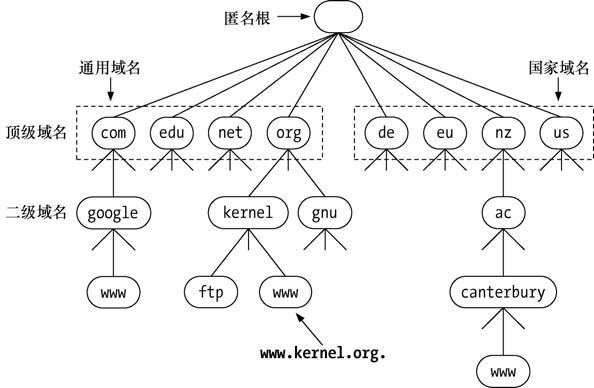 匿名根
通用域名
国家域名
顶级域名 com edu net org de eu nz us
二级域名 google kernel gnu ac
www ftp www canterbury
www.kernel.org.
www